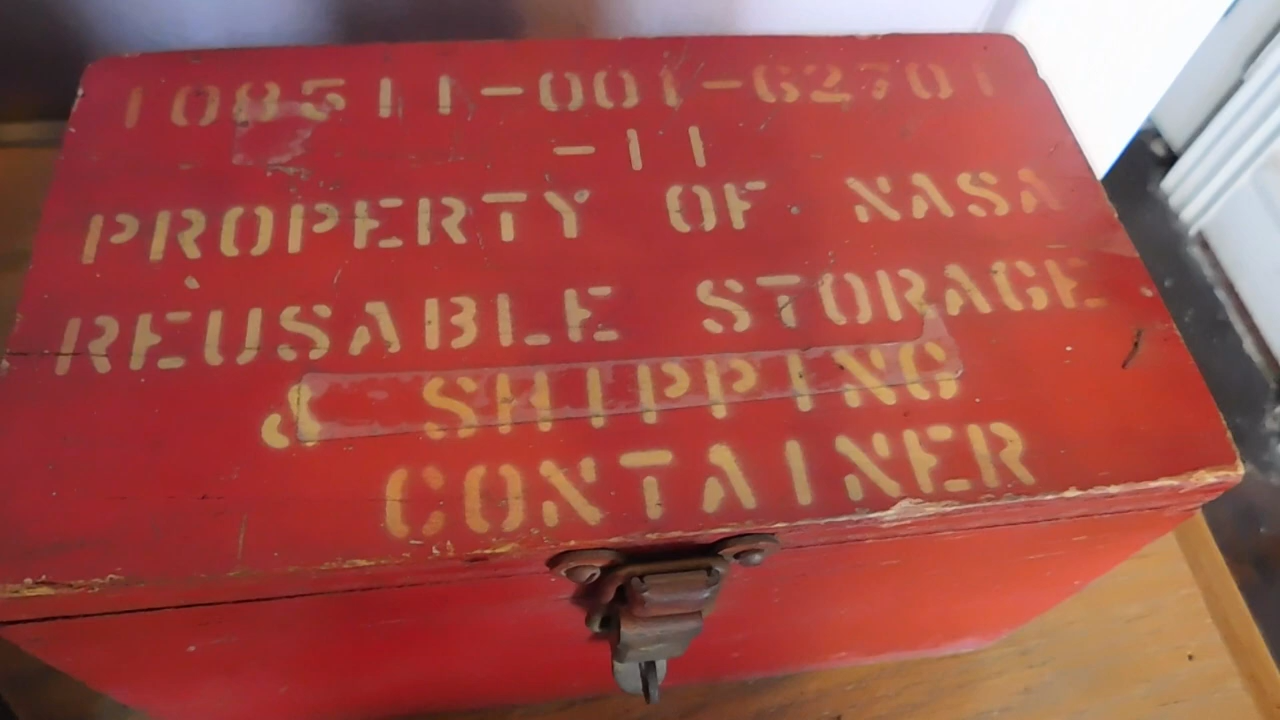 108511-001-62701
-11
PROPERTY OF NASA
REUSABLE STORAGE
& SHIPPING
CONTAINER